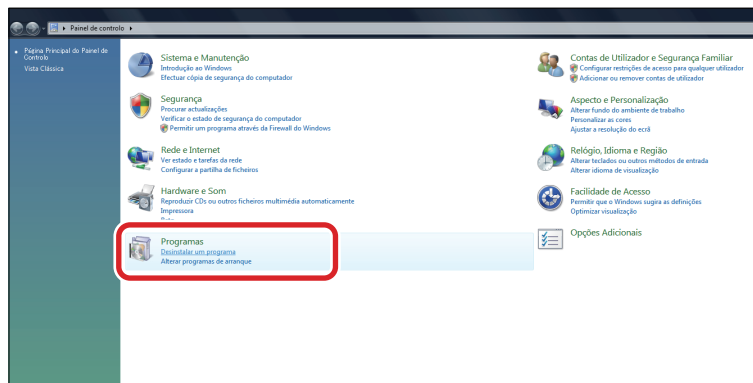 Painel de controlo
Página Principal do Painel de
Controlo
Vista Clássica
Sistema e Manutenção
Introdução ao Windows
Efectuar cópia de segurança do computador
Segurança
Procurar actualizações
Verificar o estado de segurança do computador
Permitir um programa através da Firewall do Windows
Rede e Internet
Ver estado e tarefas da rede
Configurar a partilha de ficheiros
Hardware e Som
Reproduzir CDs ou outros ficheiros multimédia automaticamente
Impressora
Programas
Desinstalar um programa
Alterar programas de arranque
Contas de Utilizador e Segurança Familiar
Configurar restrições de acesso para qualquer utilizador
Adicionar ou remover contas de utilizador
Aspecto e Personalização
Alterar fundo do ambiente de trabalho
Personalizar as cores
Ajustar a resolução do ecrã
Relógio, Idioma e Região
Alterar teclados ou outros métodos de entrada
Alterar idioma de visualização
Facilidade de Acesso
Permitir que o Windows sugira as definições
Optimizar visualização
Opções Adicionais